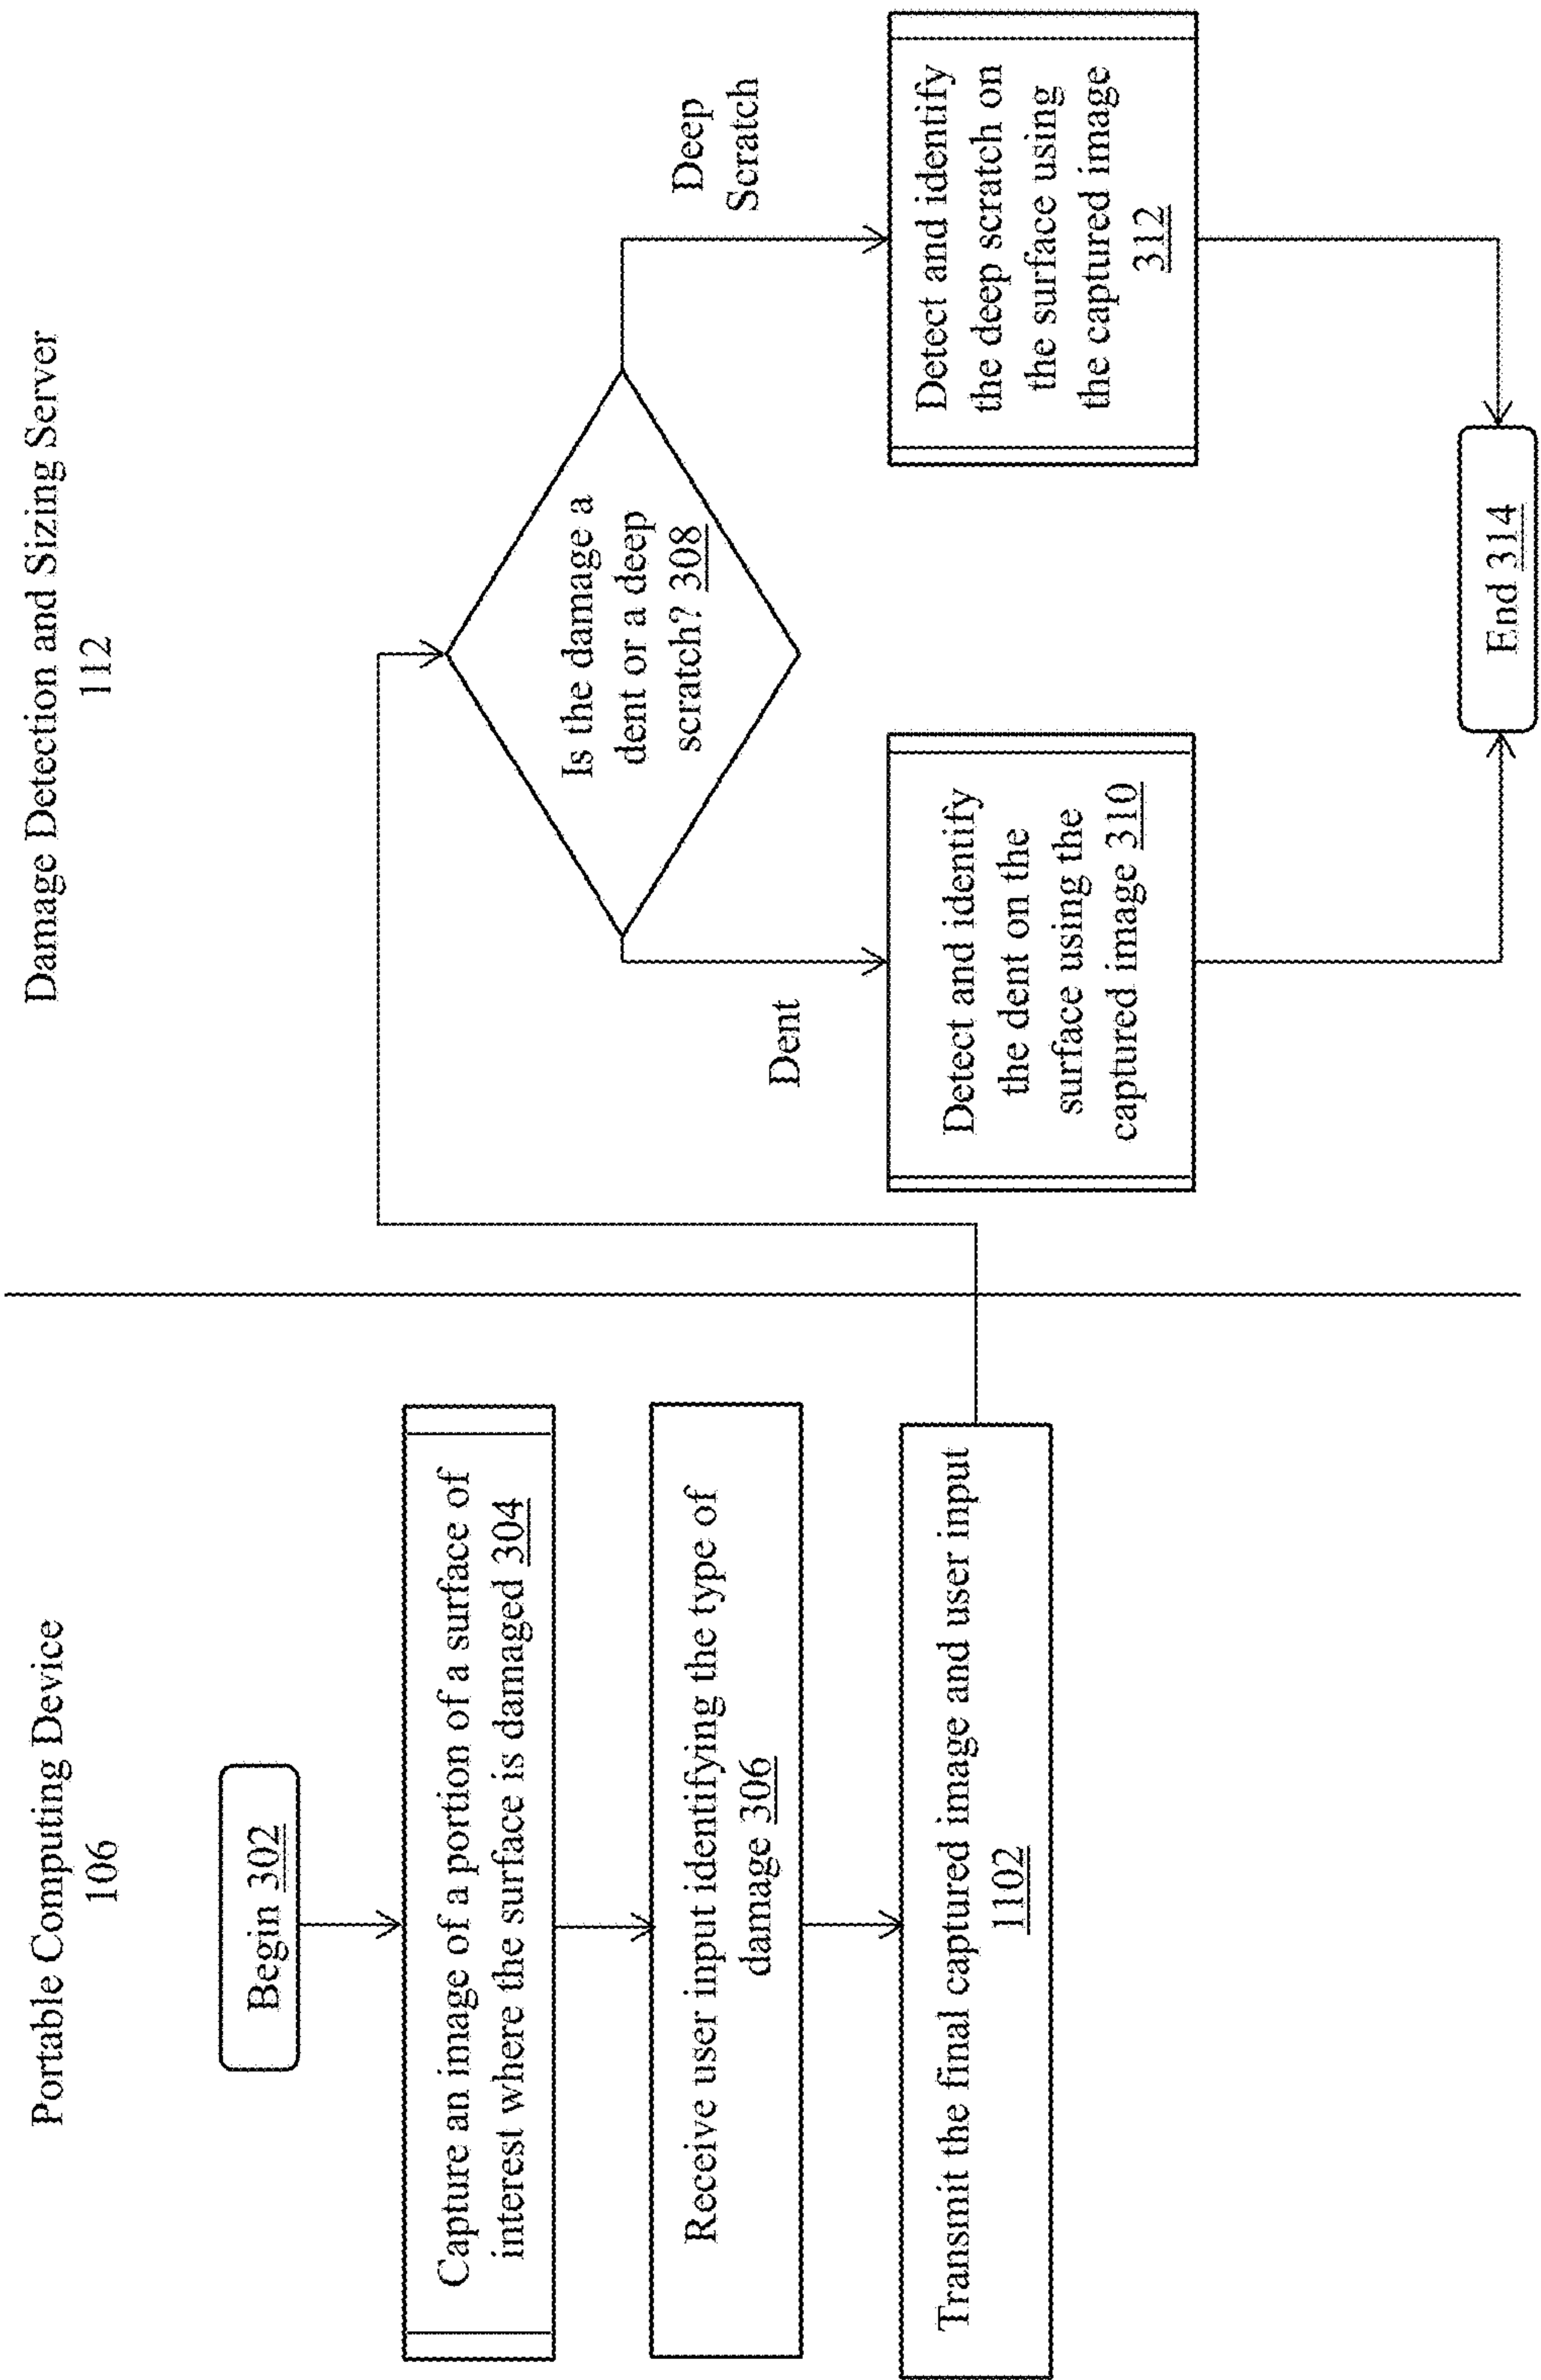 Portable Computing Device
106
Begin 302
Capture an image of a portion of a surface of
interest where the surface is damaged 304
Receive user input identifying the type of
damage 306
Transmit the final captured image and user input
1102
Damage Detection and Sizing Server
112
Is the damage a
dent or a deep
scratch? 308
Dent
Deep
Scratch
Detect and identify
the dent on the
surface using the
captured image 310
Detect and identify
the deep scratch on
the surface using
the captured image
312
End 314